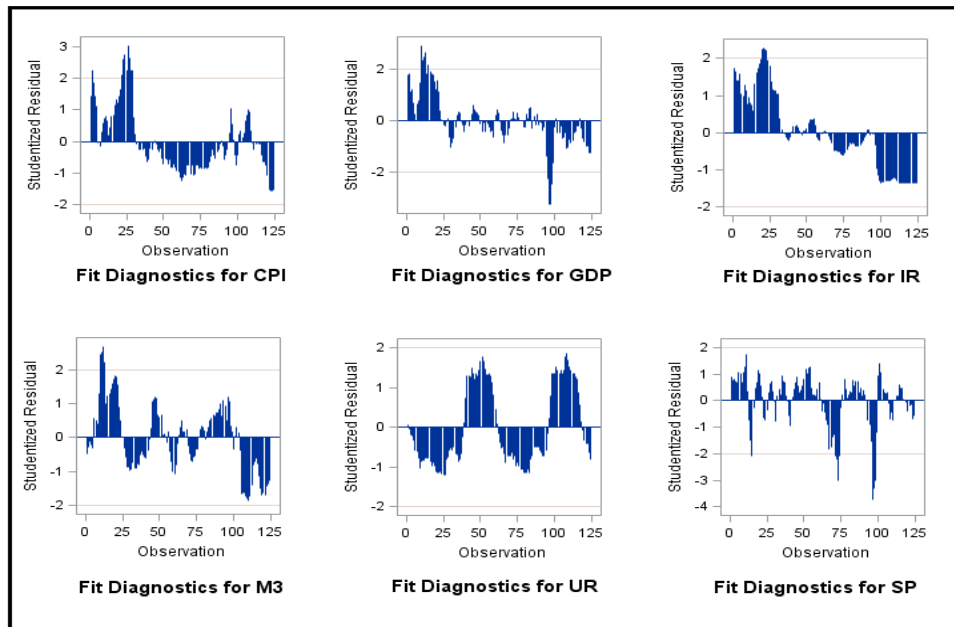 Studentized Residual
3
2
1
0
-1
-2
0 25 50 75 100 125
Observation
Fit Diagnostics for CPI
Studentized Residual
2
0
-2
0 25 50 75 100 125
Observation
Fit Diagnostics for GDP
Studentized Residual
2
1
0
-1
-2
0 25 50 75 100 125
Observation
Fit Diagnostics for IR
Studentized Residual
2
1
0
-1
-2
0 25 50 75 100 125
Observation
Fit Diagnostics for M3
Studentized Residual
2
1
0
-1
-2
0 25 50 75 100 125
Observation
Fit Diagnostics for UR
Studentized Residual
2
1
0
-1
-2
-3
-4
0 25 50 75 100 125
Observation
Fit Diagnostics for SP